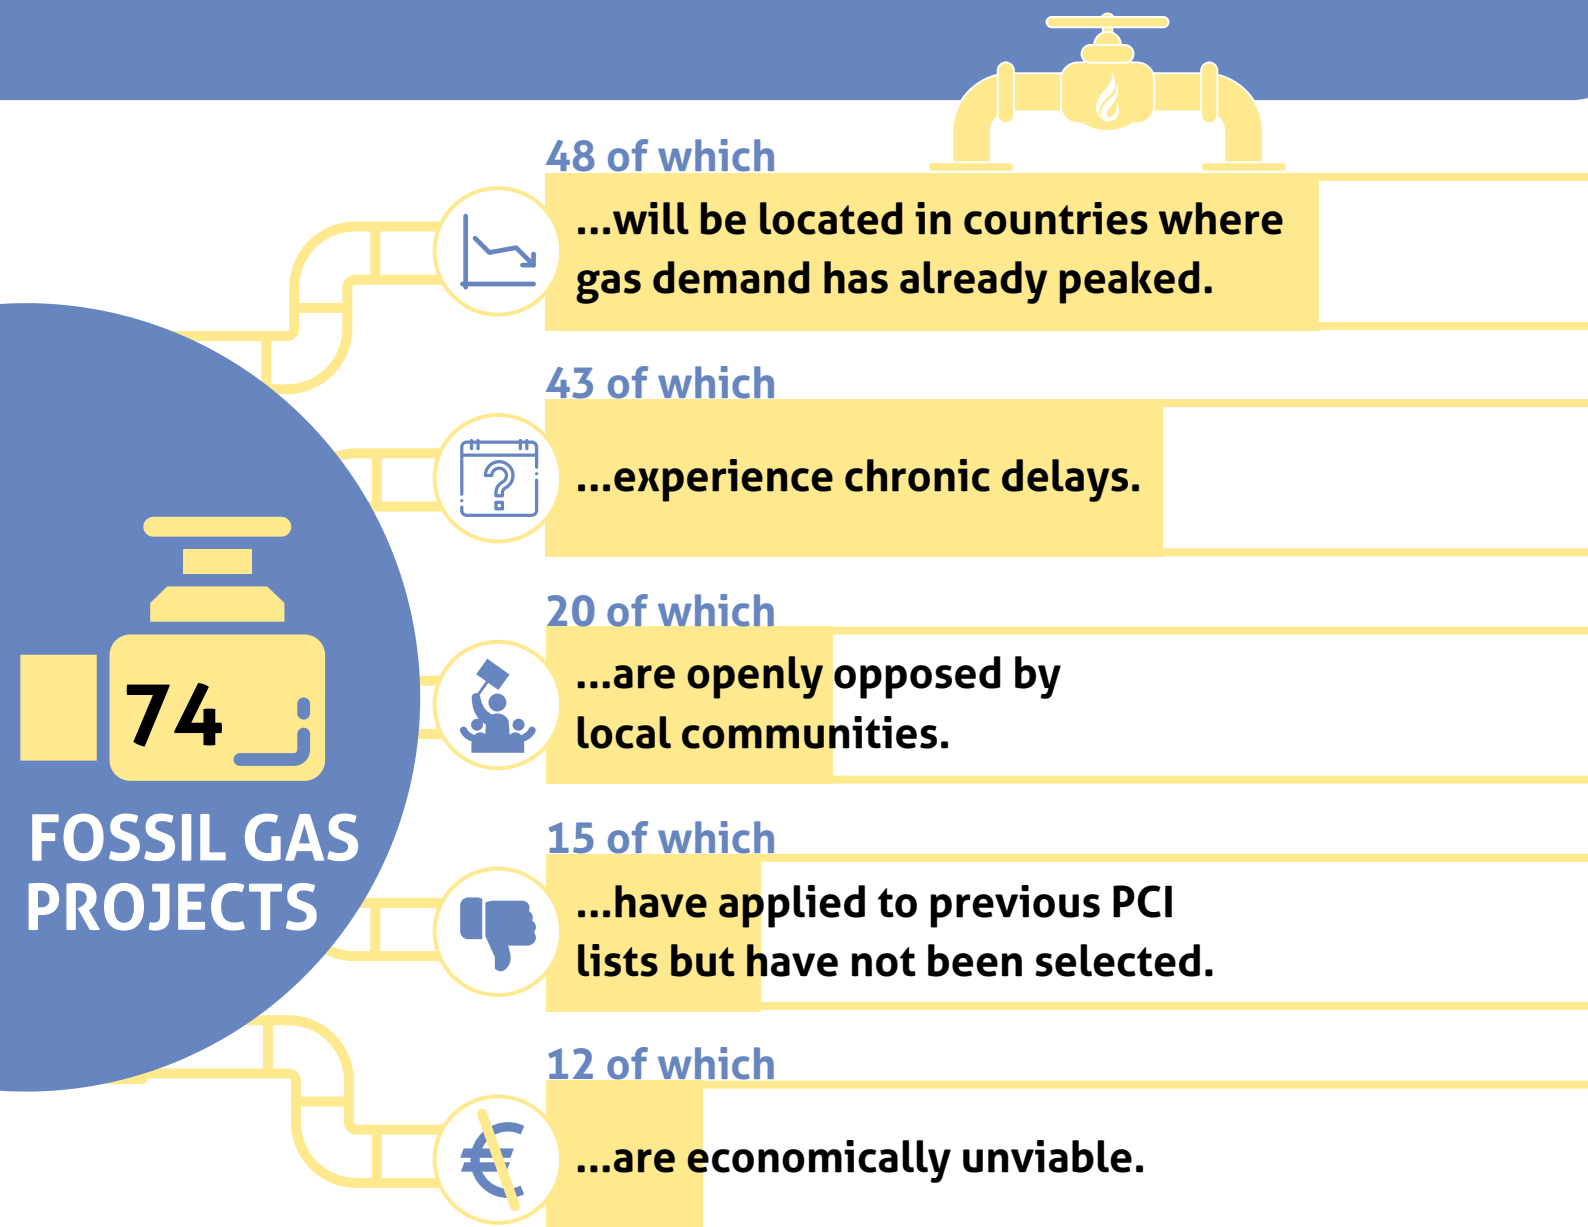 48 of which
...will be located in countries where
gas demand has already peaked.
43 of which
...experience chronic delays.
20 of which
...are openly opposed by
local communities.
74
FOSSIL GAS
PROJECTS
15 of which
...have applied to previous PCI
lists but have not been selected.
12 of which
...are economically unviable.